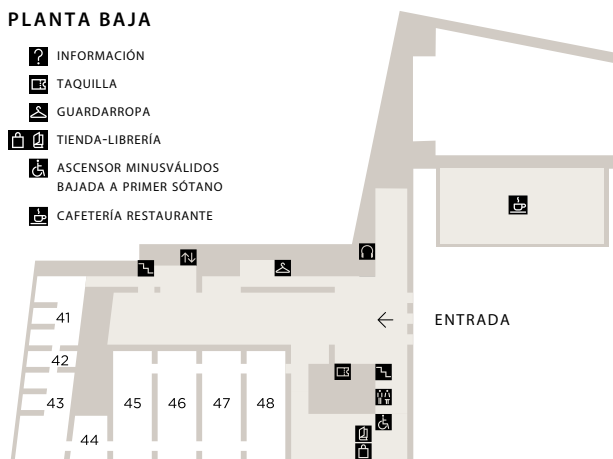 PLANTA BAJA
?
INFORMACIÓN
TAQUILLA
GUARDARROPA
TIENDA-LIBRERÍA
ASCENSOR MINUSVÁLIDOS
BAJADA A PRIMER SÓTANO
CAFETERÍA RESTAURANTE
ENTRADA
41
42
43
44
45
46
47
48